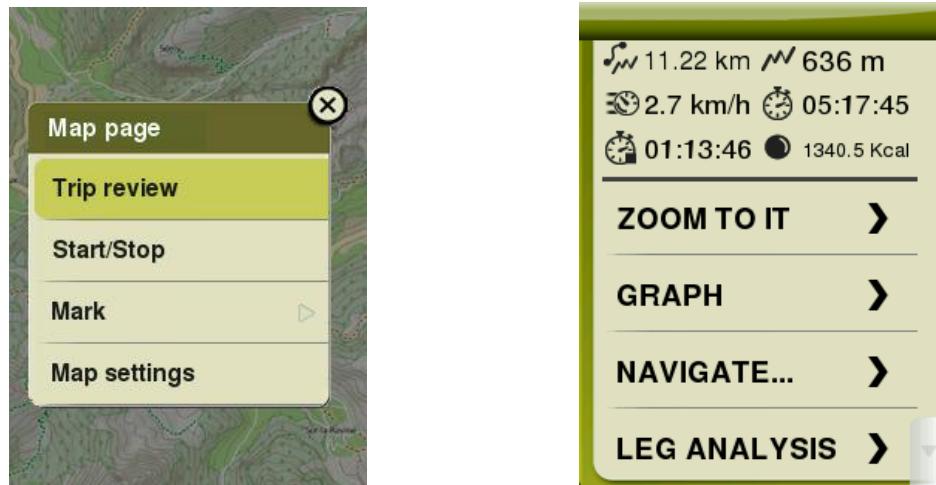 Map page
Trip review
Start/Stop
Mark
Map settings
11.22 km 636 m
2.7 km/h 05:17:45
01:13:46 1340.5 Kcal
ZOOM TO IT
GRAPH
NAVIGATE...
LEG ANALYSIS